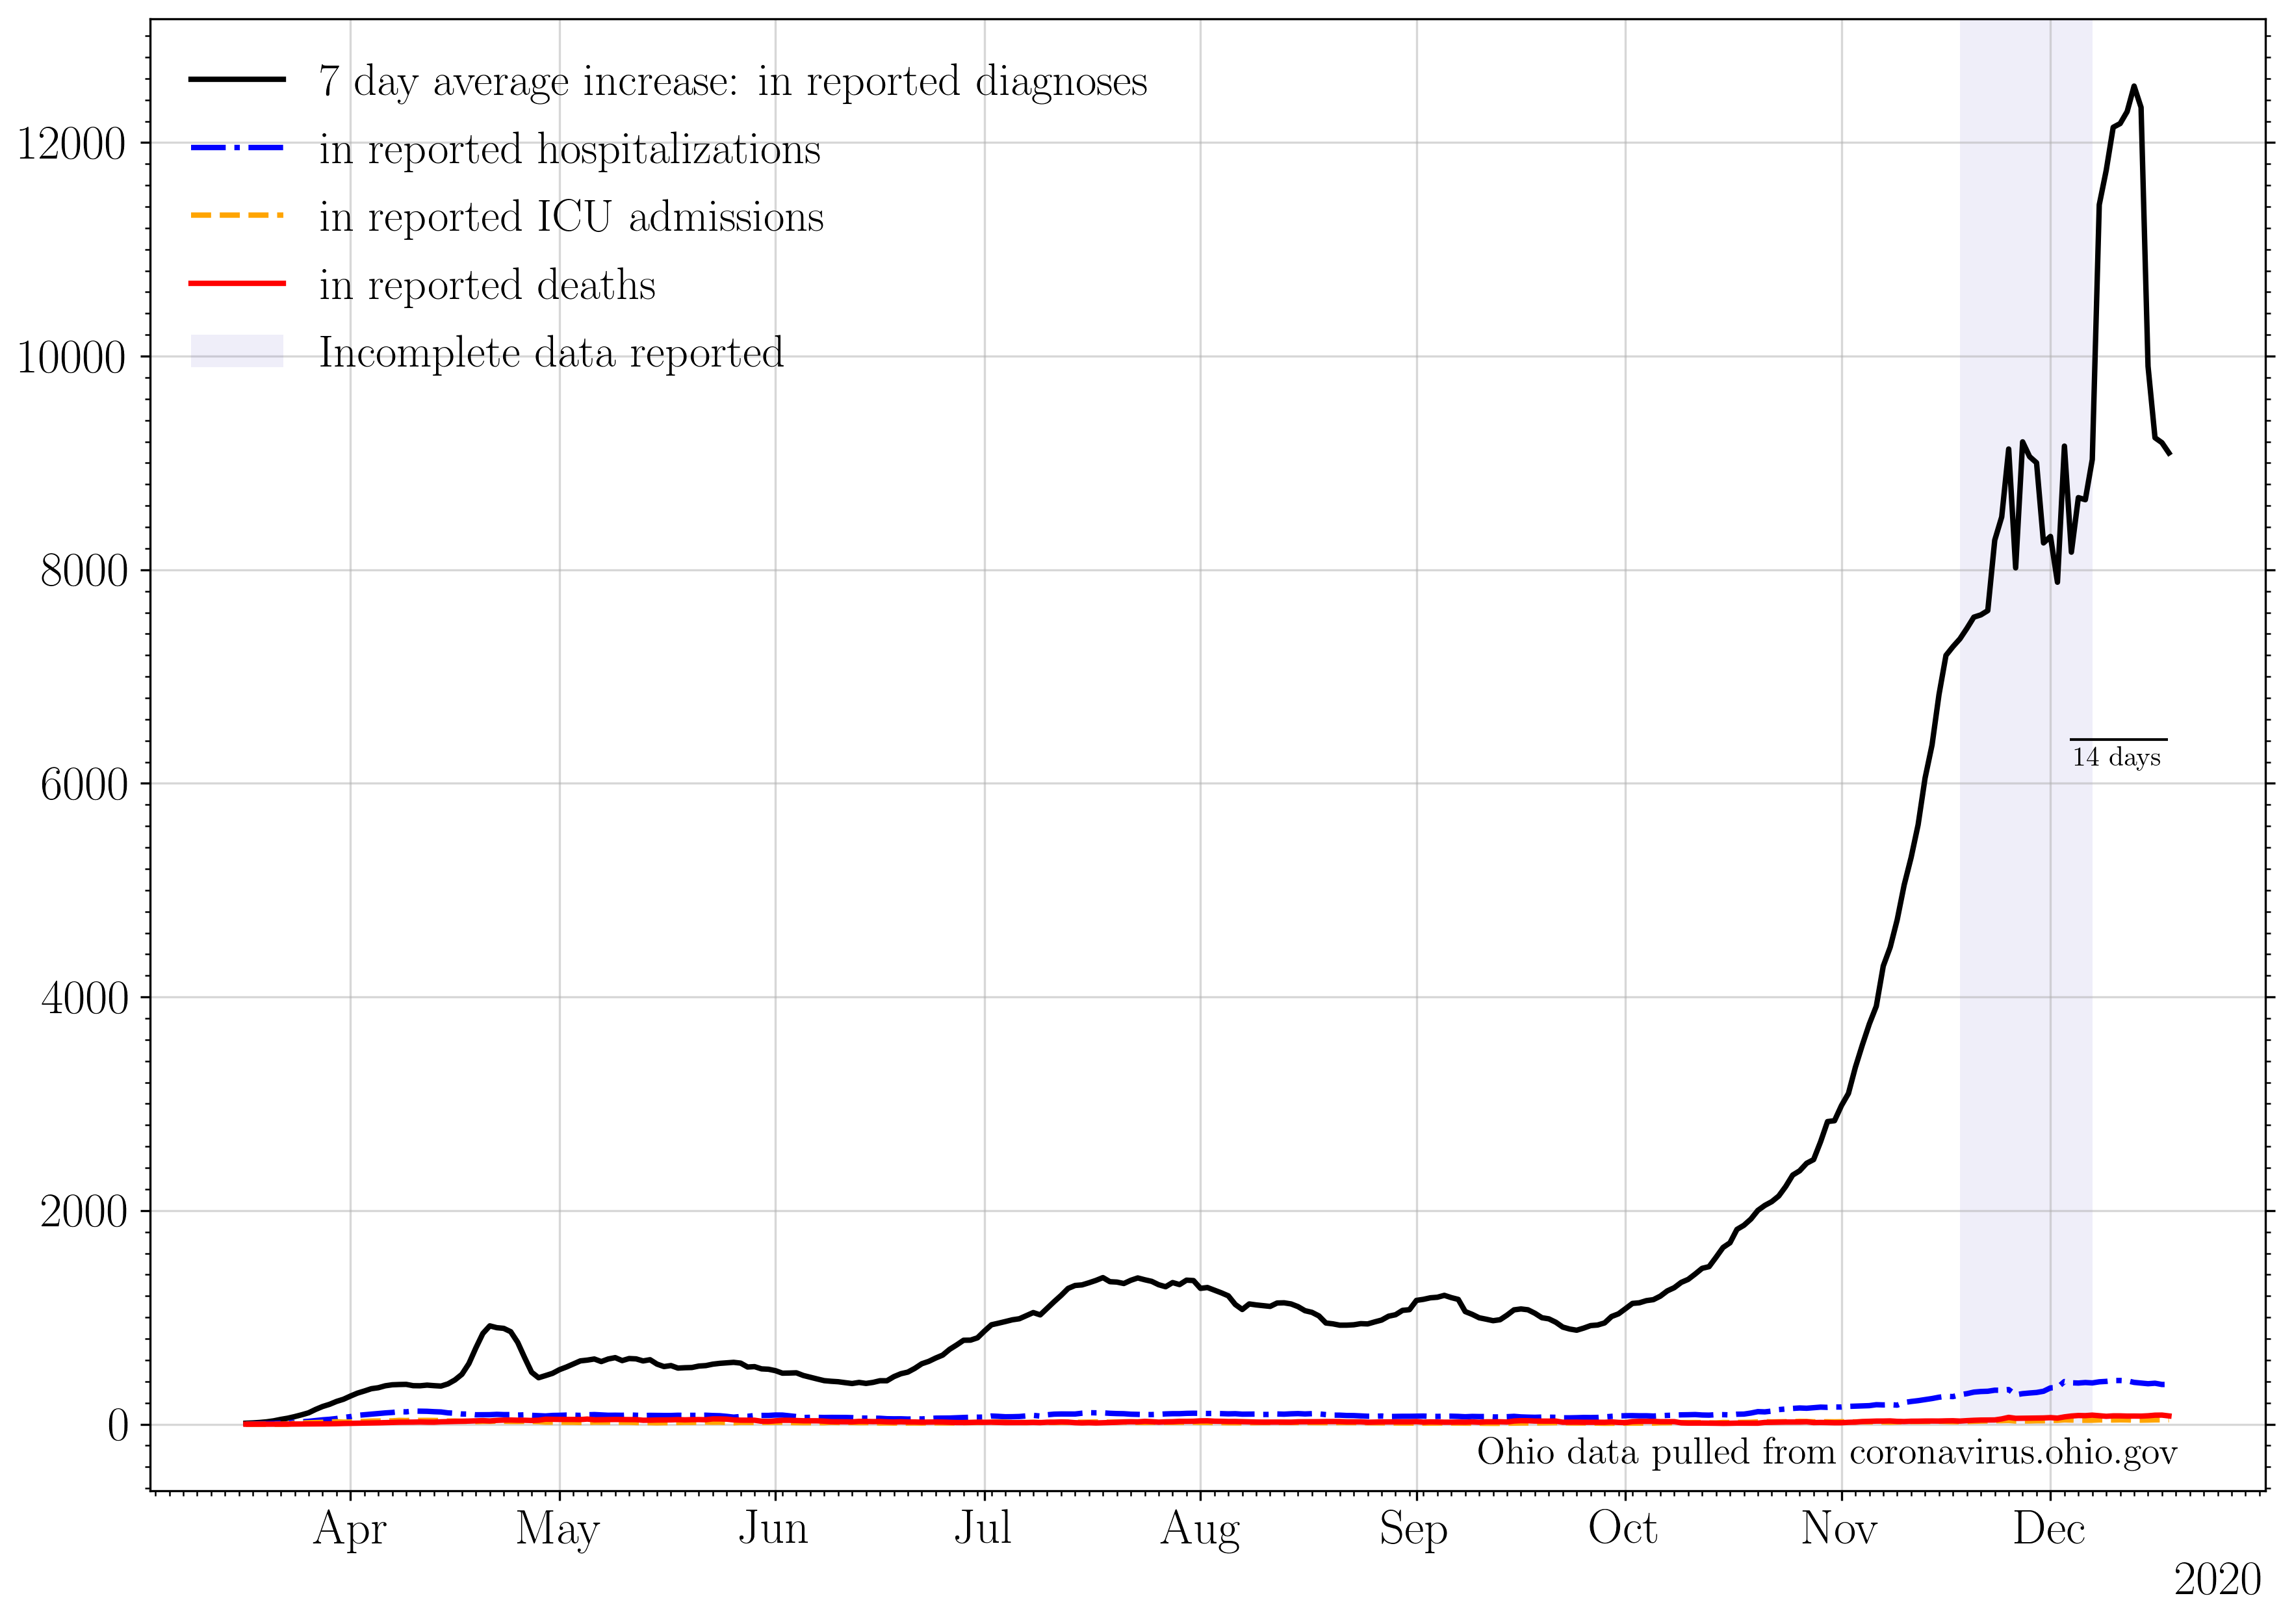 7 day average increase: in reported diagnoses
in reported hospitalizations
in reported ICU admissions
in reported deaths
Incomplete data reported
12000
10000
8000
6000
4000
2000
0
14 days
Ohio data pulled from coronavirus.ohio.gov
Apr May Jun Jul Aug Sep Oct Nov Dec
2020